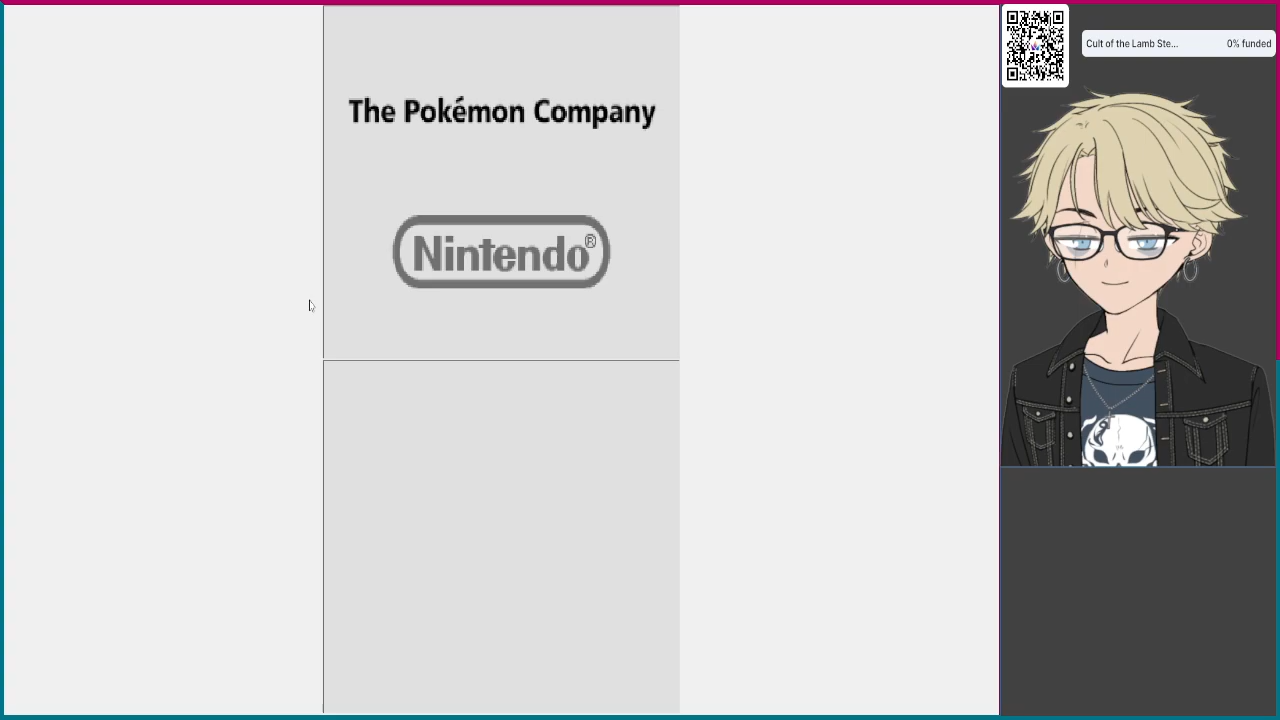 The Pokémon Company
Nintendo®
Cult of the Lamb Ste... 0% funded